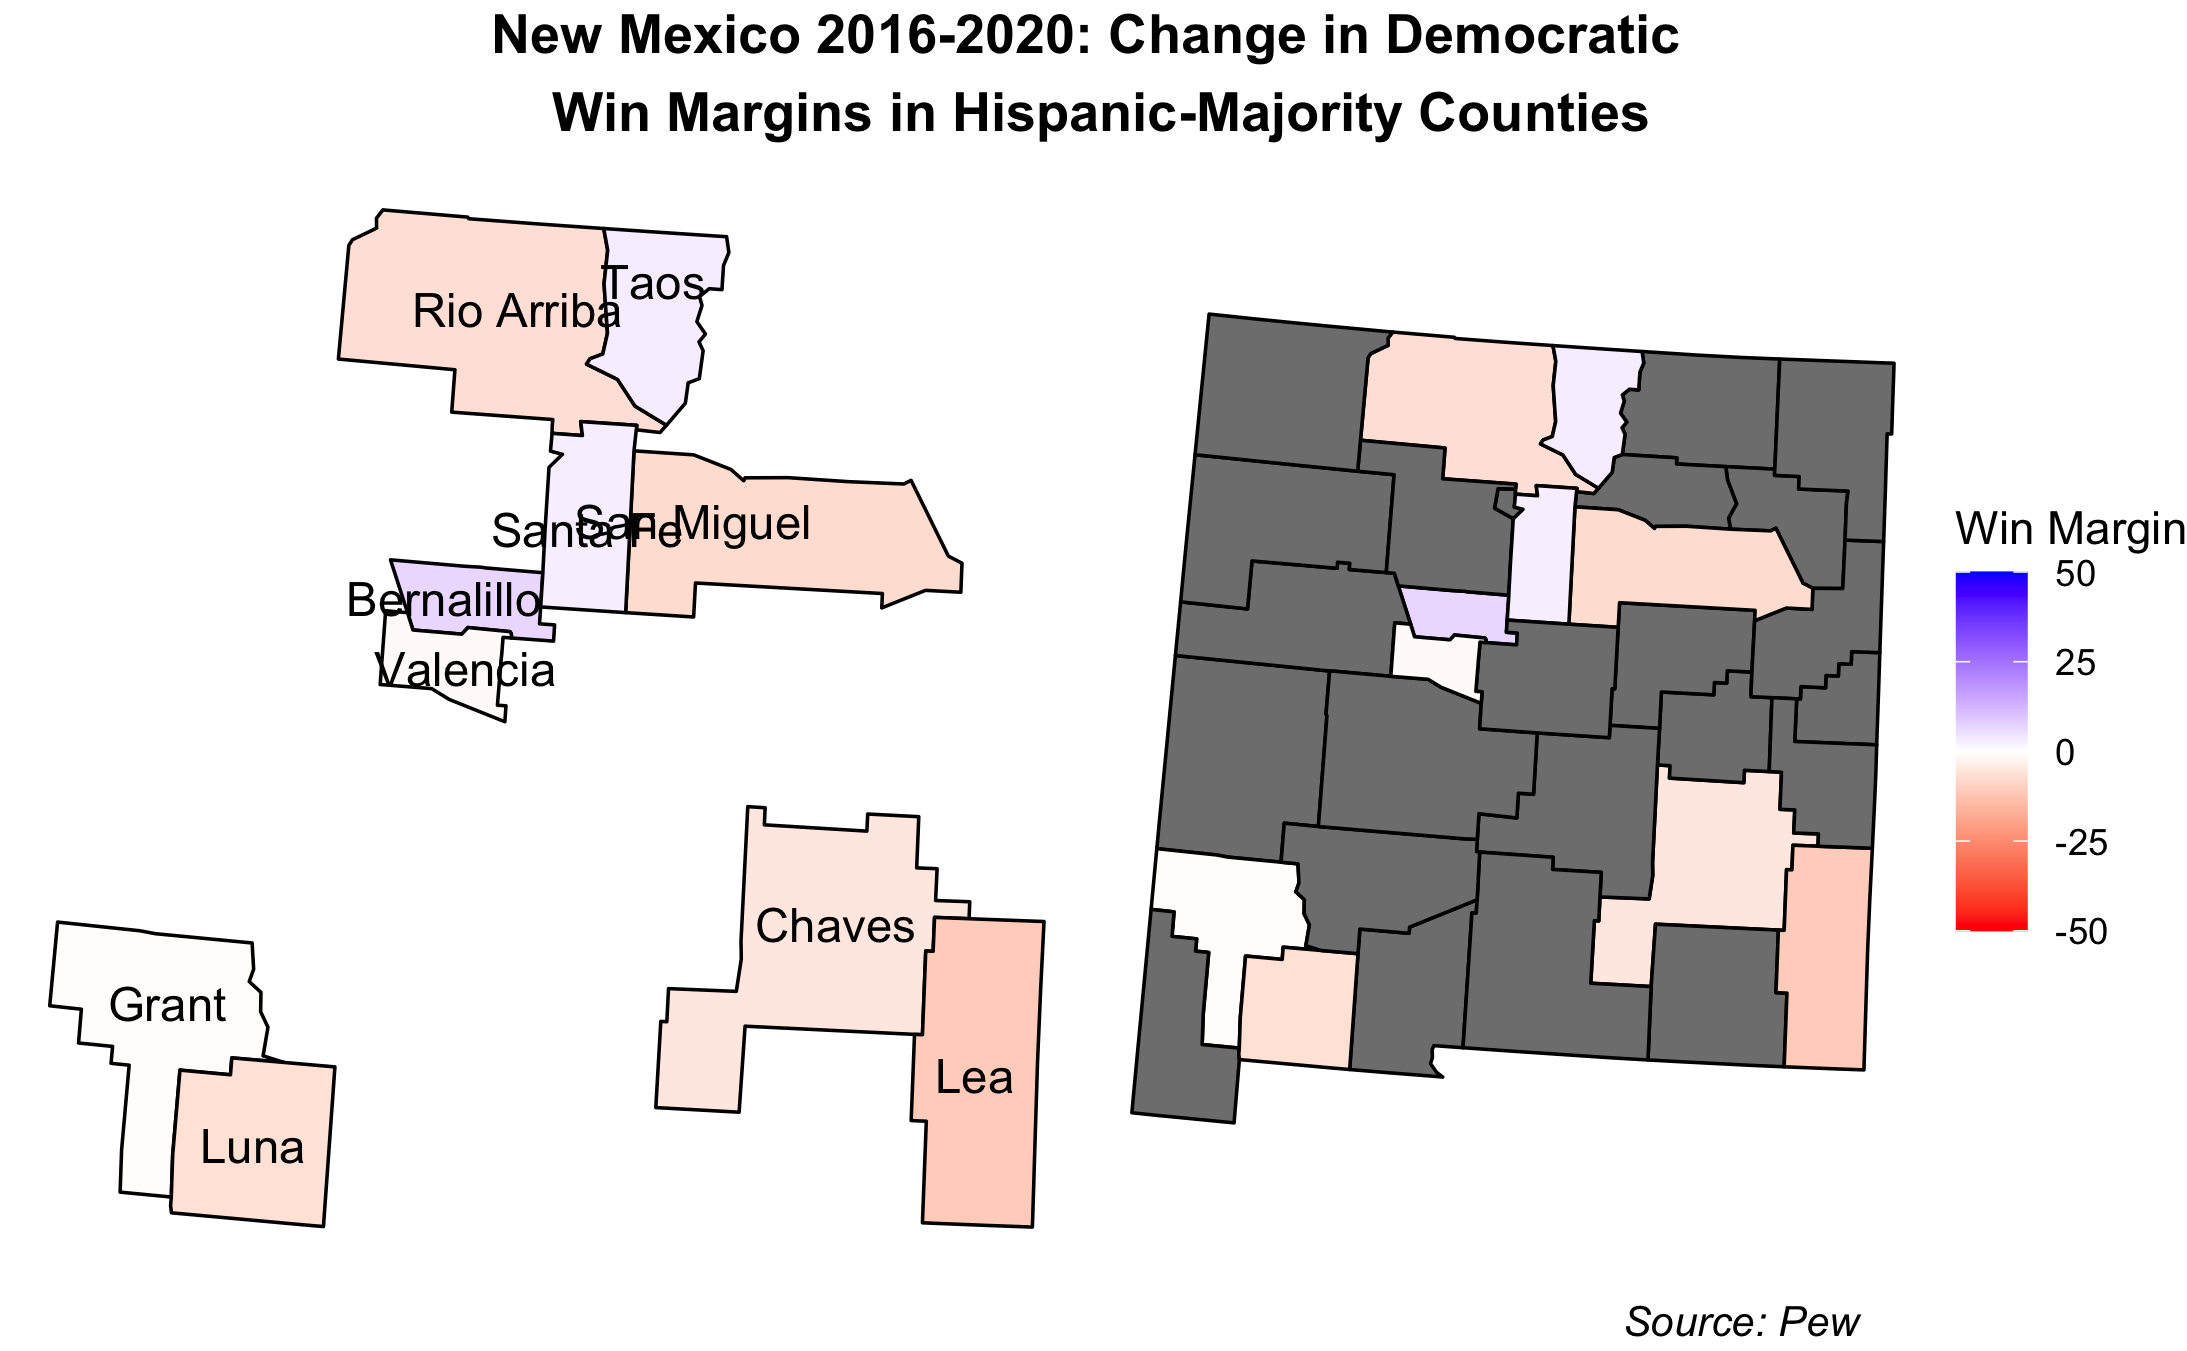 New Mexico 2016-2020: Change in Democratic
Win Margins in Hispanic-Majority Counties
Taos
Rio Arriba
Santa Fe
San Miguel
Bernalillo
Valencia
Chaves
Grant
Lea
Luna
Win Margin
50
25
0
-25
-50
Source: Pew